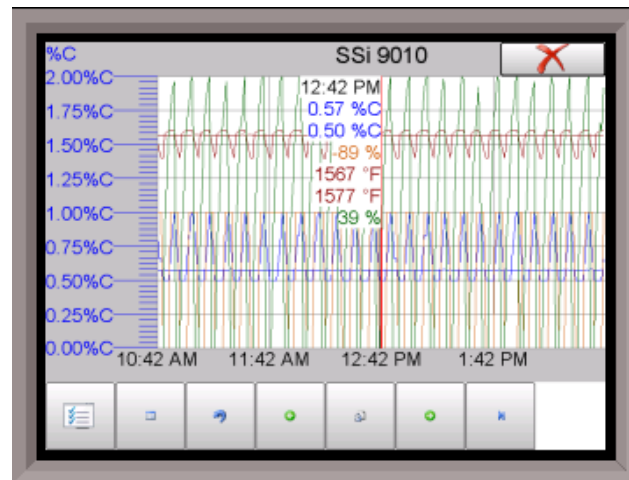 %C
SSi 9010
2.00%C
1.75%C
1.50%C
1.25%C
1.00%C
0.75%C
0.50%C
0.25%C
0.00%C
12:42 PM
0.57 %C
0.50 %C
-89 %
1567 °F
1577 °F
39 %
10:42 AM 11:42 AM 12:42 PM 1:42 PM